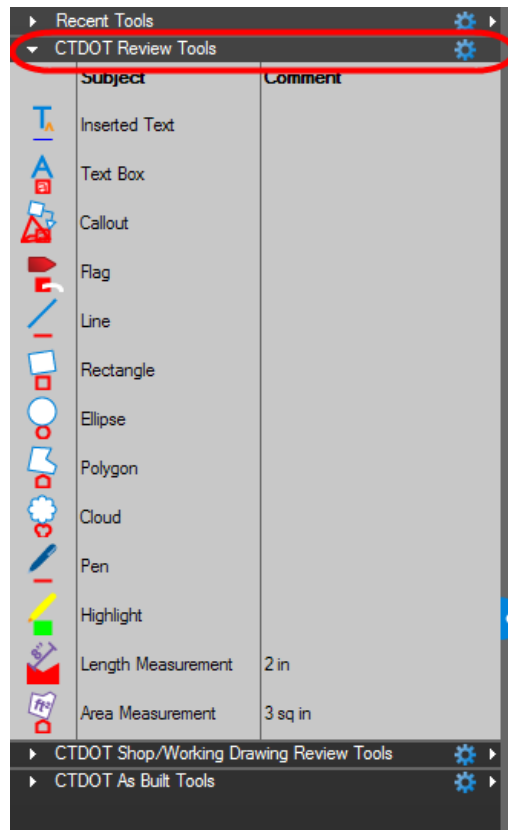 Recent Tools
CTDOT Review Tools
Subject Comment
Inserted Text
Text Box
Callout
Flag
Line
Rectangle
Ellipse
Polygon
Cloud
Pen
Highlight
Length Measurement 2 in
Area Measurement 3 sq in
CTDOT Shop/Working Drawing Review Tools
CTDOT As Built Tools